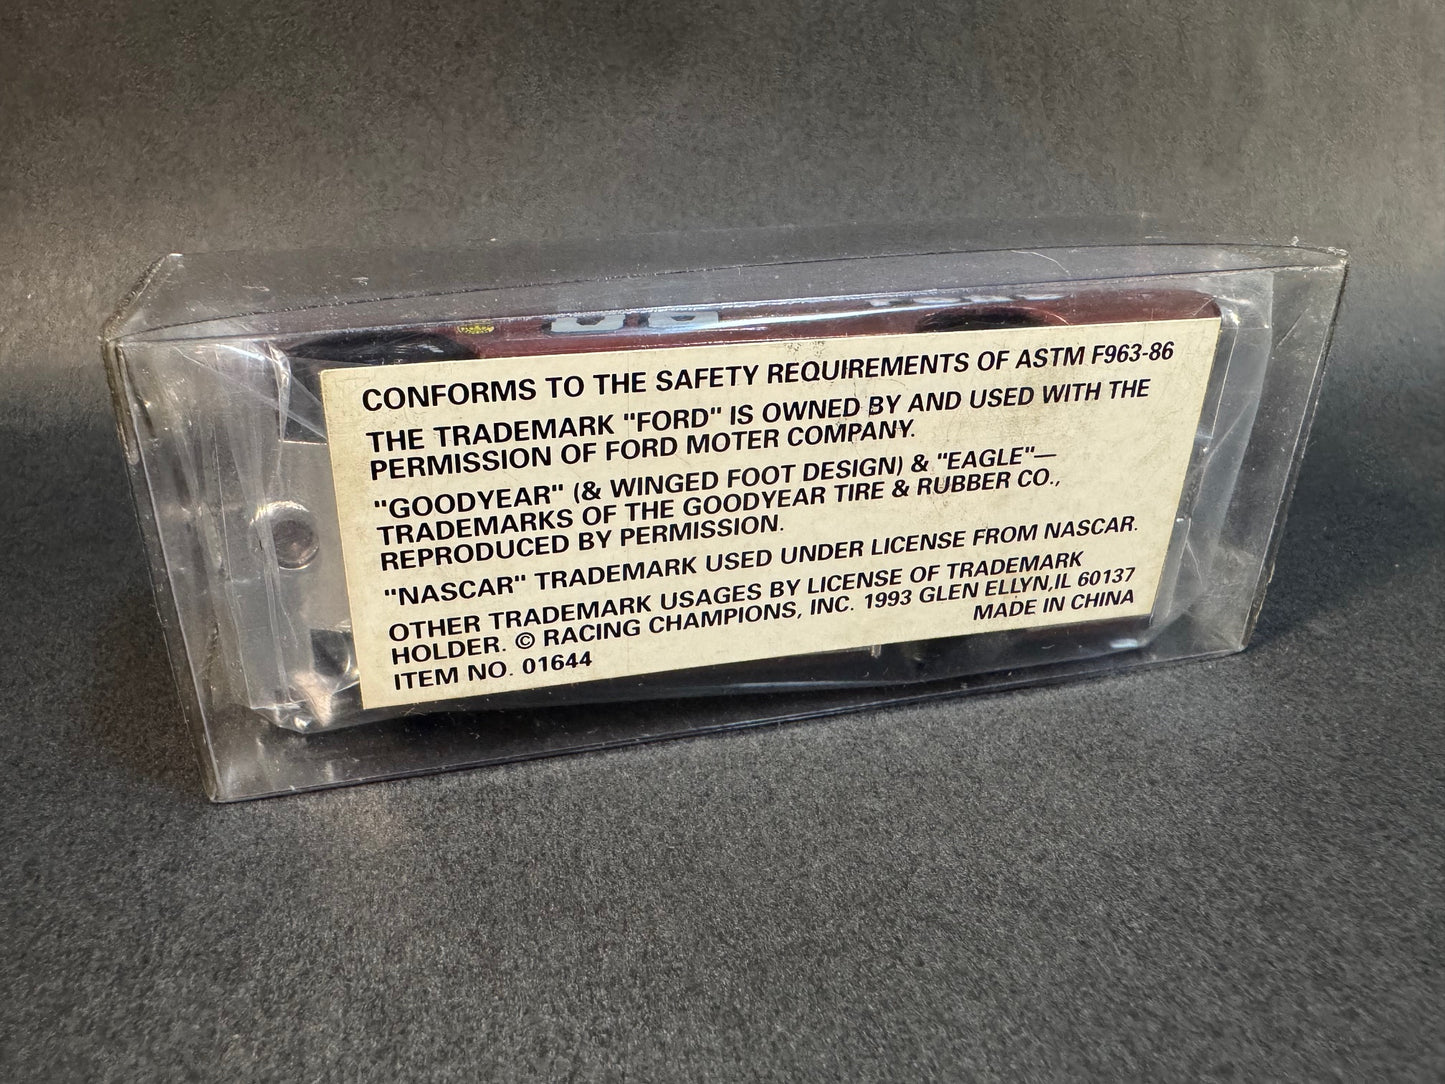 CONFORMS TO THE SAFETY REQUIREMENTS OF ASTM F963-86
THE TRADEMARK "FORD" IS OWNED BY AND USED WITH THE
PERMISSION OF FORD MOTER COMPANY.
"GOODYEAR" (& WINGED FOOT DESIGN) & "EAGLE"—
TRADEMARKS OF THE GOODYEAR TIRE & RUBBER CO.,
REPRODUCED BY PERMISSION.
"NASCAR" TRADEMARK USED UNDER LICENSE FROM NASCAR.
OTHER TRADEMARK USAGES BY LICENSE OF TRADEMARK
HOLDER. © RACING CHAMPIONS, INC. 1993 GLEN ELLYN,IL 60137
ITEM NO. 01644 MADE IN CHINA